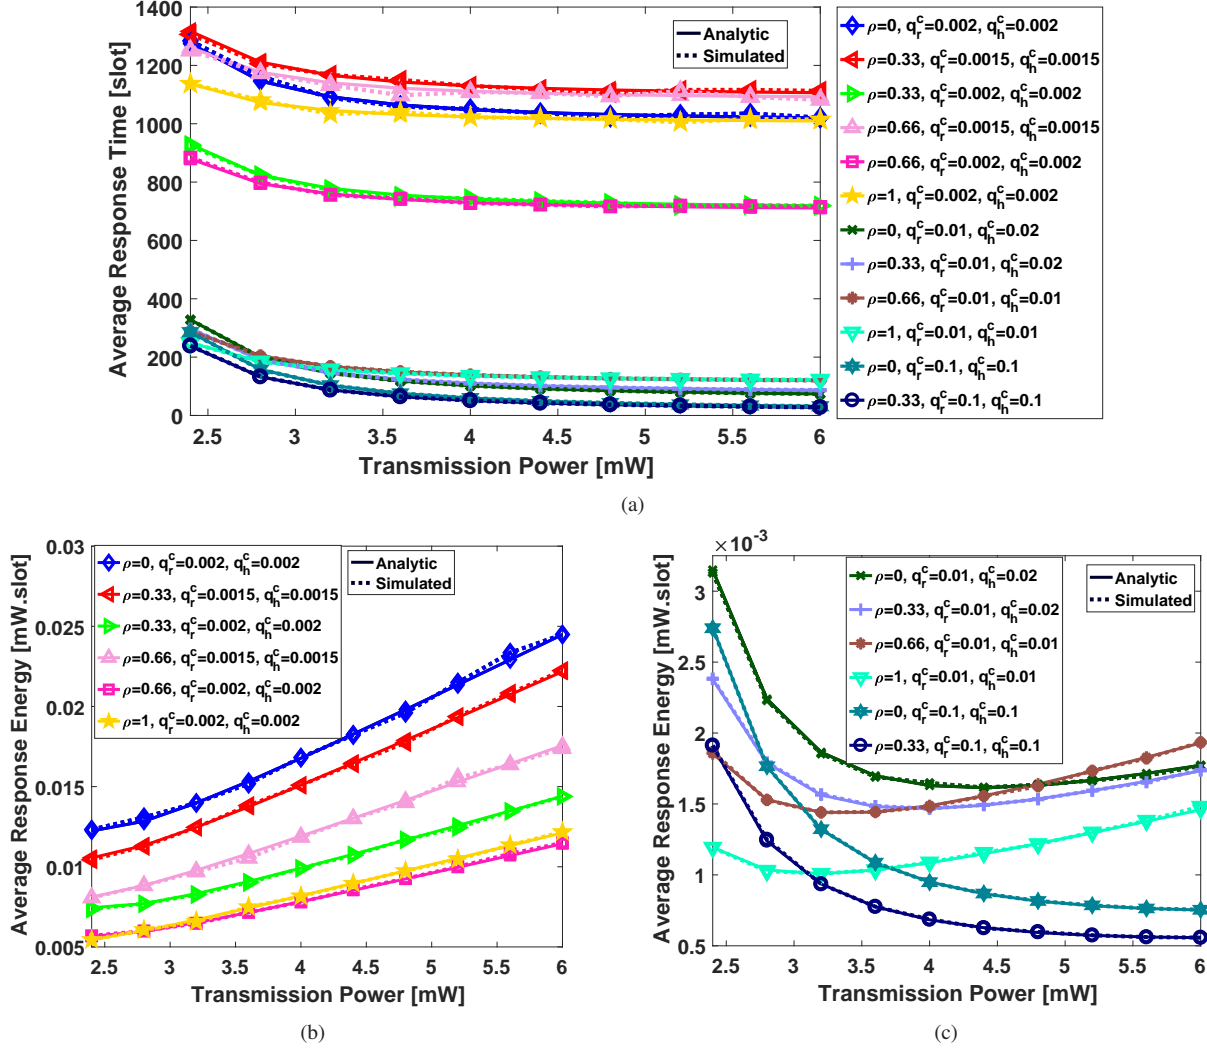 1400
1200
1000
800
600
400
200
0
Average Response Time [slot]
2.5 3 3.5 4 4.5 5 5.5 6
Transmission Power [mW]
Analytic
Simulated
ρ=0, q_r^c=0.002, q_h^c=0.002
ρ=0.33, q_r^c=0.0015, q_h^c=0.0015
ρ=0.33, q_r^c=0.002, q_h^c=0.002
ρ=0.66, q_r^c=0.0015, q_h^c=0.0015
ρ=0.66, q_r^c=0.002, q_h^c=0.002
ρ=1, q_r^c=0.002, q_h^c=0.002
ρ=0, q_r^c=0.01, q_h^c=0.02
ρ=0.33, q_r^c=0.01, q_h^c=0.02
ρ=0.66, q_r^c=0.01, q_h^c=0.01
ρ=1, q_r^c=0.01, q_h^c=0.01
ρ=0, q_r^c=0.1, q_h^c=0.1
ρ=0.33, q_r^c=0.1, q_h^c=0.1
(a)
0.03
0.025
0.02
0.015
0.01
0.005
Average Response Energy [mW.slot]
2.5 3 3.5 4 4.5 5 5.5 6
Transmission Power [mW]
ρ=0, q_r^c=0.002, q_h^c=0.002
ρ=0.33, q_r^c=0.0015, q_h^c=0.0015
ρ=0.33, q_r^c=0.002, q_h^c=0.002
ρ=0.66, q_r^c=0.0015, q_h^c=0.0015
ρ=0.66, q_r^c=0.002, q_h^c=0.002
ρ=1, q_r^c=0.002, q_h^c=0.002
Analytic
Simulated
(b)
×10^-3
3
2.5
2
1.5
1
0.5
Average Response Energy [mW.slot]
2.5 3 3.5 4 4.5 5 5.5 6
Transmission Power [mW]
ρ=0, q_r^c=0.01, q_h^c=0.02
ρ=0.33, q_r^c=0.01, q_h^c=0.02
ρ=0.66, q_r^c=0.01, q_h^c=0.01
ρ=1, q_r^c=0.01, q_h^c=0.01
ρ=0, q_r^c=0.1, q_h^c=0.1
ρ=0.33, q_r^c=0.1, q_h^c=0.1
Analytic
Simulated
(c)